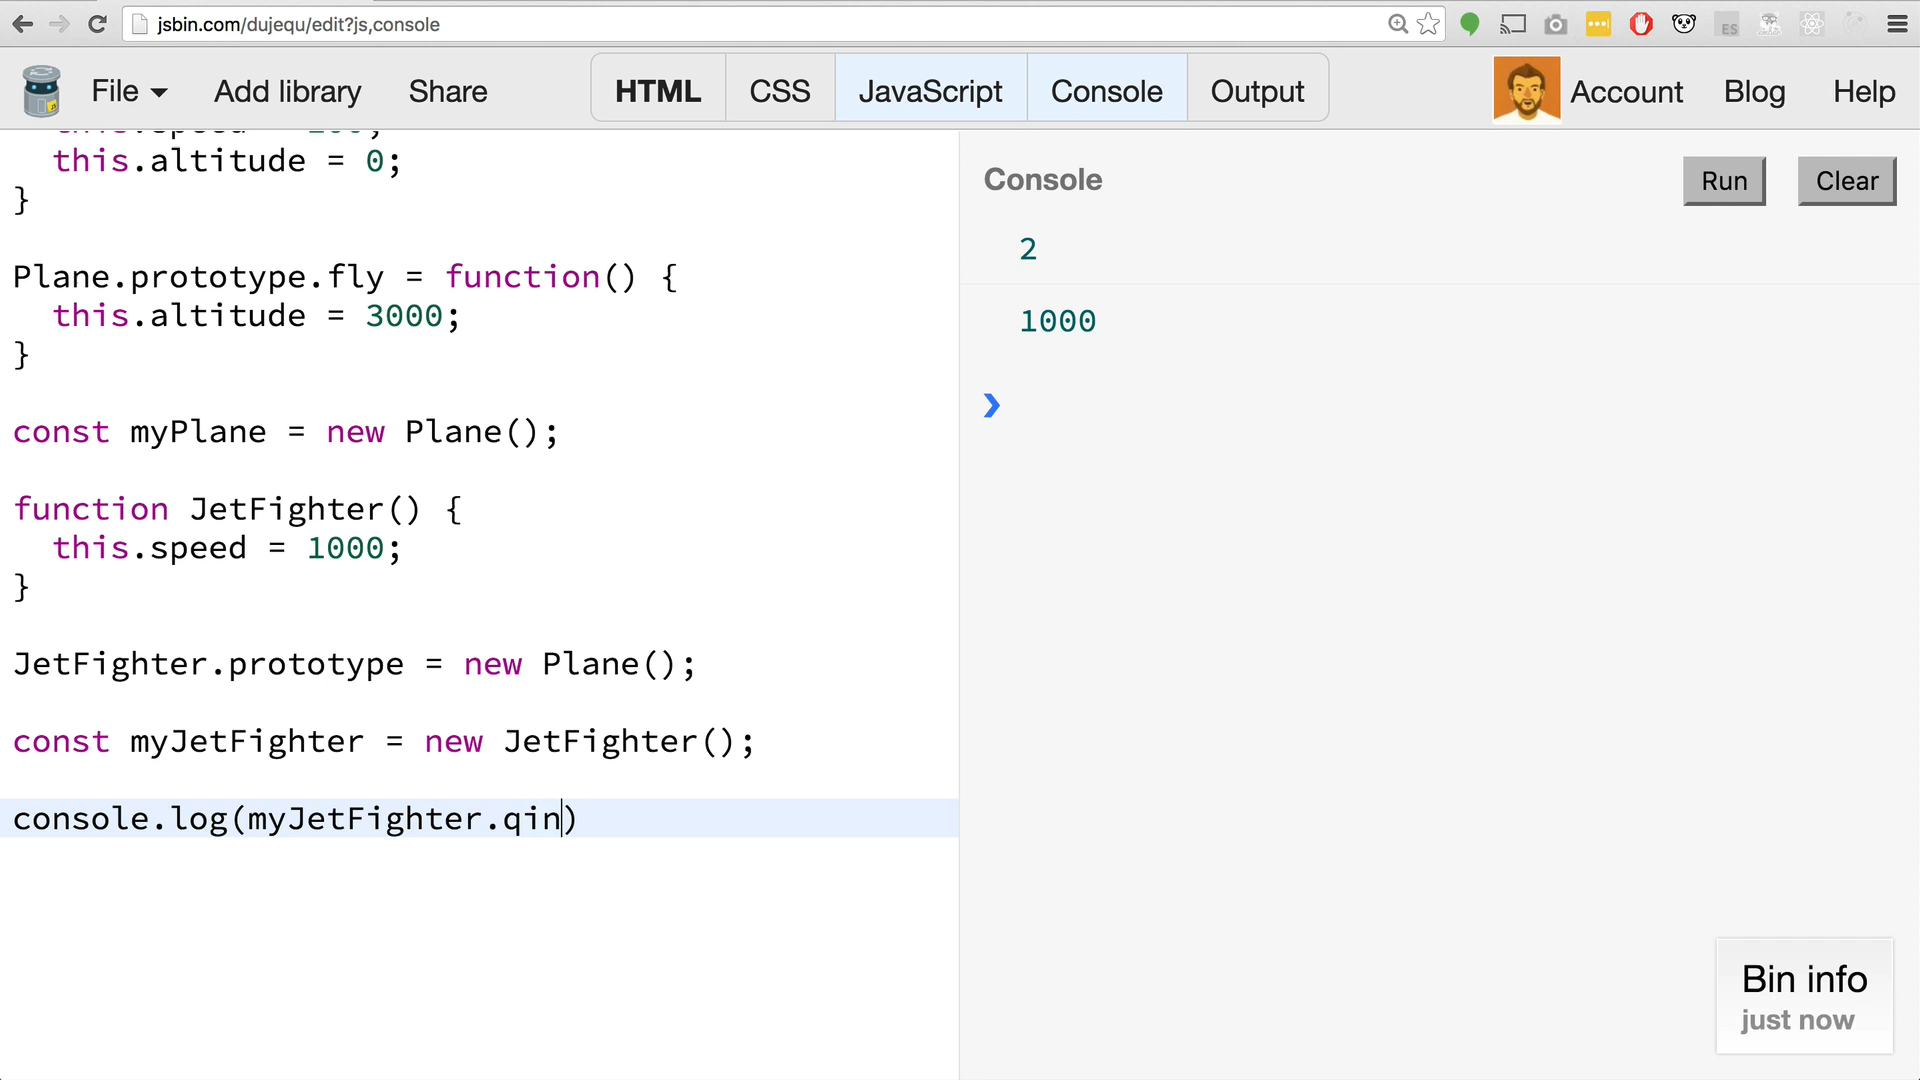 jsbin.com/dujequ/edit?js,console
ES
File Add library Share HTML CSS JavaScript Console Output Account Blog Help
this.altitude = 0;
}
Plane.prototype.fly = function() {
this.altitude = 3000;
}
const myPlane = new Plane();
function JetFighter() {
this.speed = 1000;
}
JetFighter.prototype = new Plane();
const myJetFighter = new JetFighter();
console.log(myJetFighter.qin)
Console Run Clear
2
1000
Bin info
just now